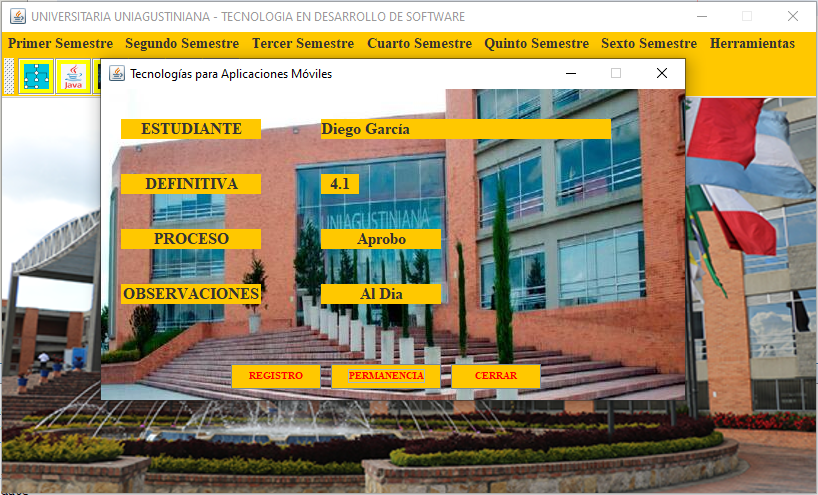 UNIVERSITARIA UNIAGUSTINIANA - TECNOLOGIA EN DESARROLLO DE SOFTWARE
Primer Semestre Segundo Semestre Tercer Semestre Cuarto Semestre Quinto Semestre Sexto Semestre Herramientas
Java
Tecnologías para Aplicaciones Móviles
ESTUDIANTE Diego García
DEFINITIVA 4.1
UNIAGUSTINIANA
PROCESO Aprobo
OBSERVACIONES Al Dia
REGISTRO PERMANENCIA CERRAR